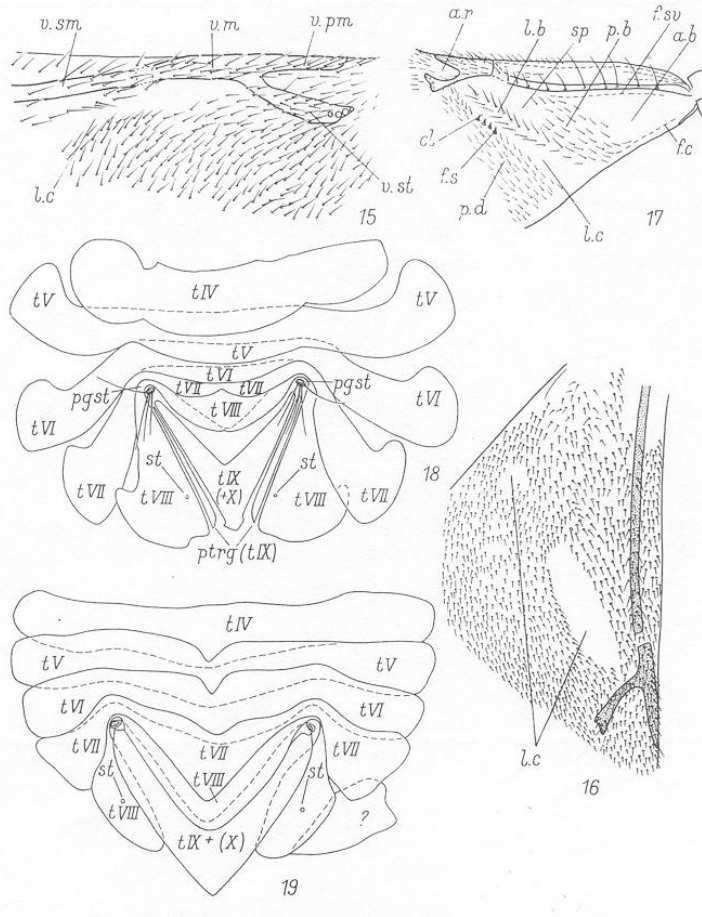 v.sm v.m v.pm
l.c v.st
15
a.r l.b sp p.b f.sv a.b
cl f.s p.d l.c f.c
17
tV tIV tV
tV
tVI
pgst tVII tVII pgst
tVI tVIII tVI
st tIX st
(+X)
tVII tVIII tVIII tVII
18
ptrg (tIX)
l.c
16
tIV
tV tV
tVI tVI
tVII tVII tVII
st tVIII st
tVIII tIX + (X) ?
19